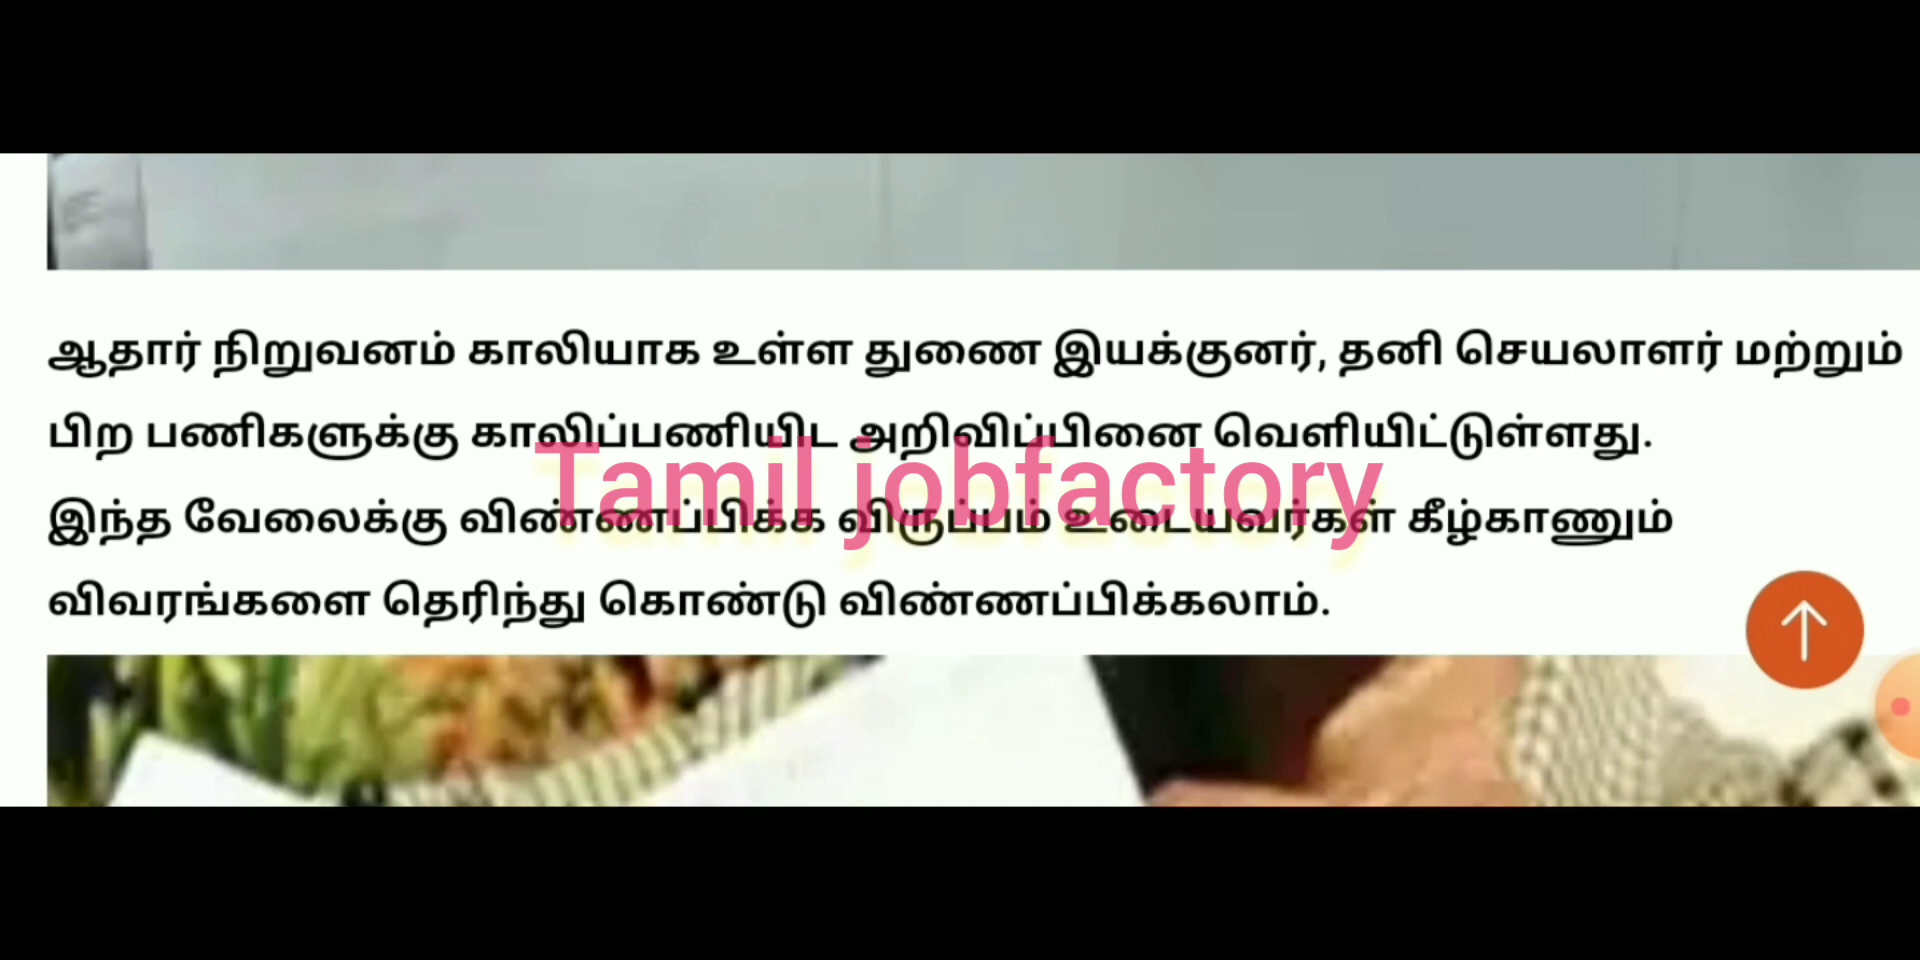 ஆதார் நிறுவனம் காலியாக உள்ள துணை இயக்குனர், தனி செயலாளர் மற்றும்
பிற பணிகளுக்கு காலிப்பணியிட அறிவிப்பினை வெளியிட்டுள்ளது.
Tamil jobfactory
இந்த வேலைக்கு விண்ணப்பிக்க விருப்பம் உடையவர்கள் கீழ்காணும்
விவரங்களை தெரிந்து கொண்டு விண்ணப்பிக்கலாம்.